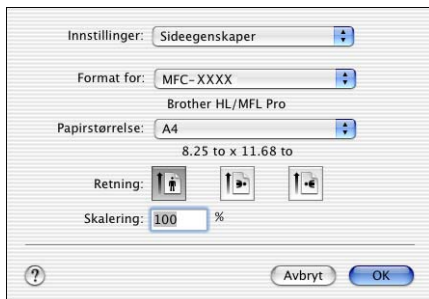 Innstillinger: Sideegenskaper
Format for: MFC-XXXX
Brother HL/MFL Pro
Papirstørrelse: A4
8.25 to x 11.68 to
Retning:
Skalering: 100 %
?
Avbryt OK